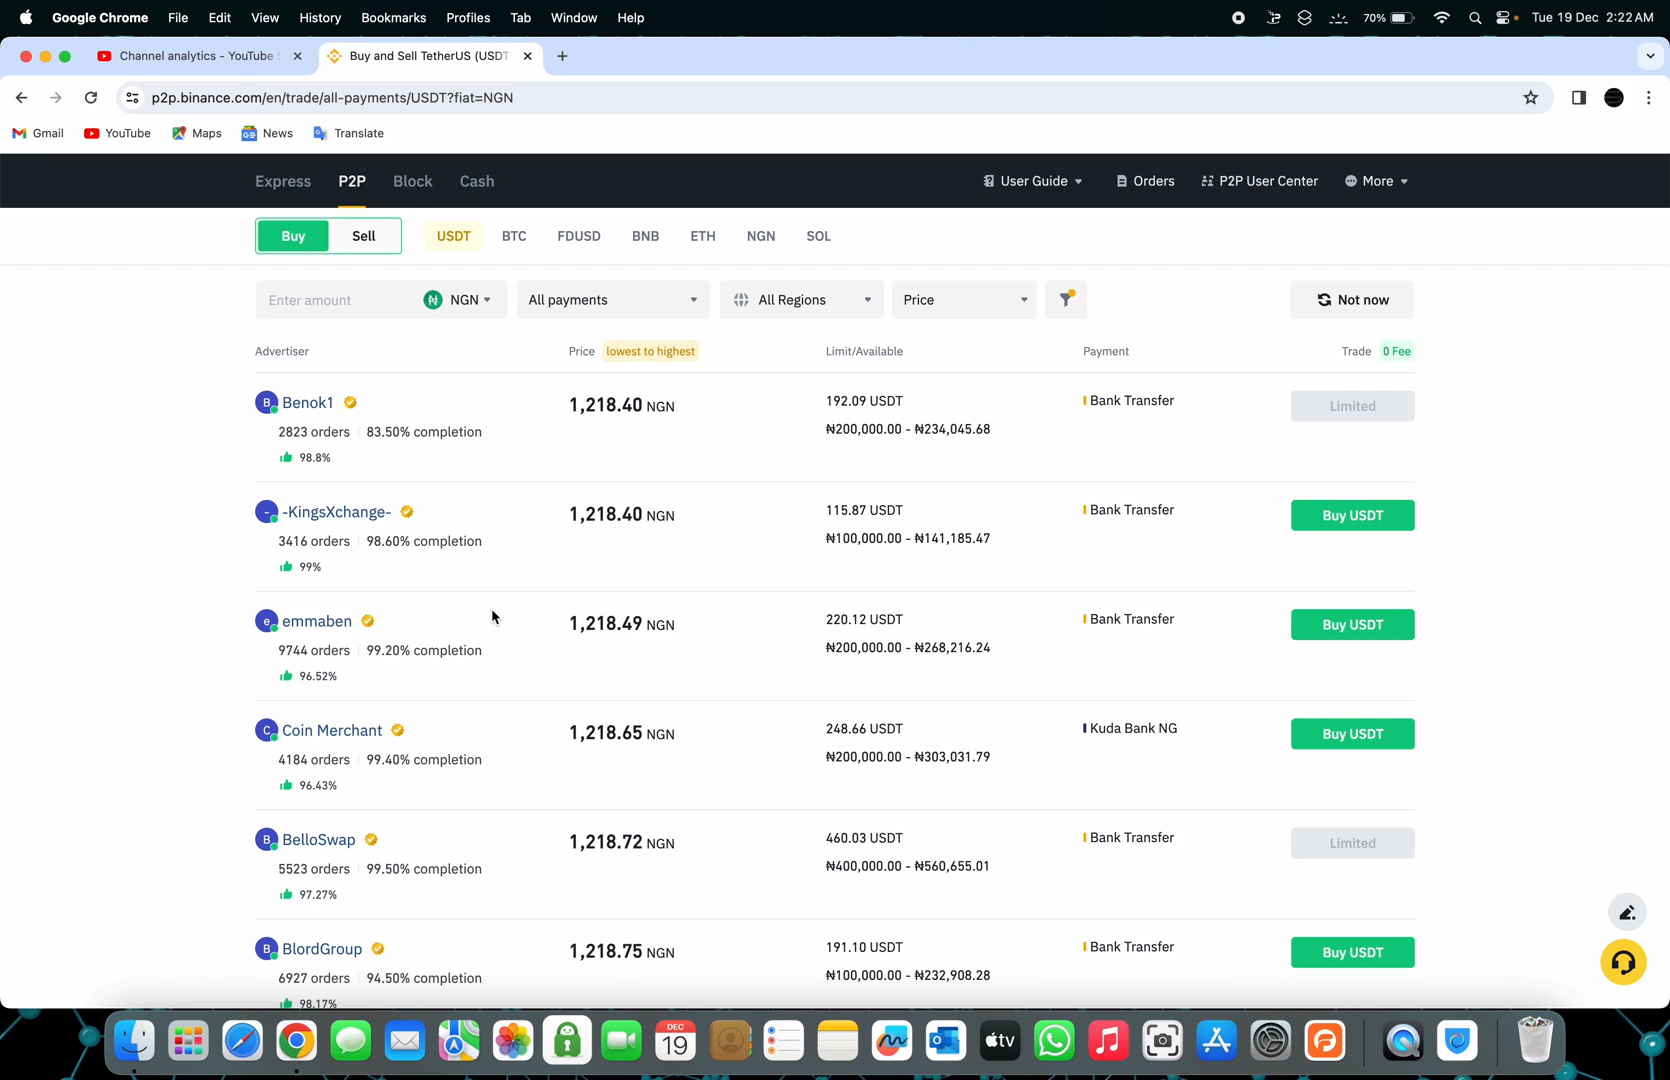 Google Chrome File Edit View History Bookmarks Profiles Tab Window Help 70% Tue 19 Dec 2:22 AM
Channel analytics - YouTube S Buy and Sell TetherUS (USDT
p2p.binance.com/en/trade/all-payments/USDT?fiat=NGN
Gmail YouTube Maps News Translate
Express P2P Block Cash User Guide Orders P2P User Center More
Buy Sell USDT BTC FDUSD BNB ETH NGN SOL
Enter amount NGN All payments All Regions Price Not now
Advertiser Price lowest to highest Limit/Available Payment Trade 0 Fee
B Benok1 1,218.40 NGN 192.09 USDT Bank Transfer Limited
2823 orders 83.50% completion ₦200,000.00 - ₦234,045.68
98.8%
- -KingsXchange- 1,218.40 NGN 115.87 USDT Bank Transfer Buy USDT
3416 orders 98.60% completion ₦100,000.00 - ₦141,185.47
99%
e emmaben 1,218.49 NGN 220.12 USDT Bank Transfer Buy USDT
9744 orders 99.20% completion ₦200,000.00 - ₦268,216.24
96.52%
C Coin Merchant 1,218.65 NGN 248.66 USDT Kuda Bank NG Buy USDT
4184 orders 99.40% completion ₦200,000.00 - ₦303,031.79
96.43%
B BelloSwap 1,218.72 NGN 460.03 USDT Bank Transfer Limited
5523 orders 99.50% completion ₦400,000.00 - ₦560,655.01
97.27%
B BlordGroup 1,218.75 NGN 191.10 USDT Bank Transfer Buy USDT
6927 orders 94.50% completion ₦100,000.00 - ₦232,908.28
98.17%
DEC
19
tv